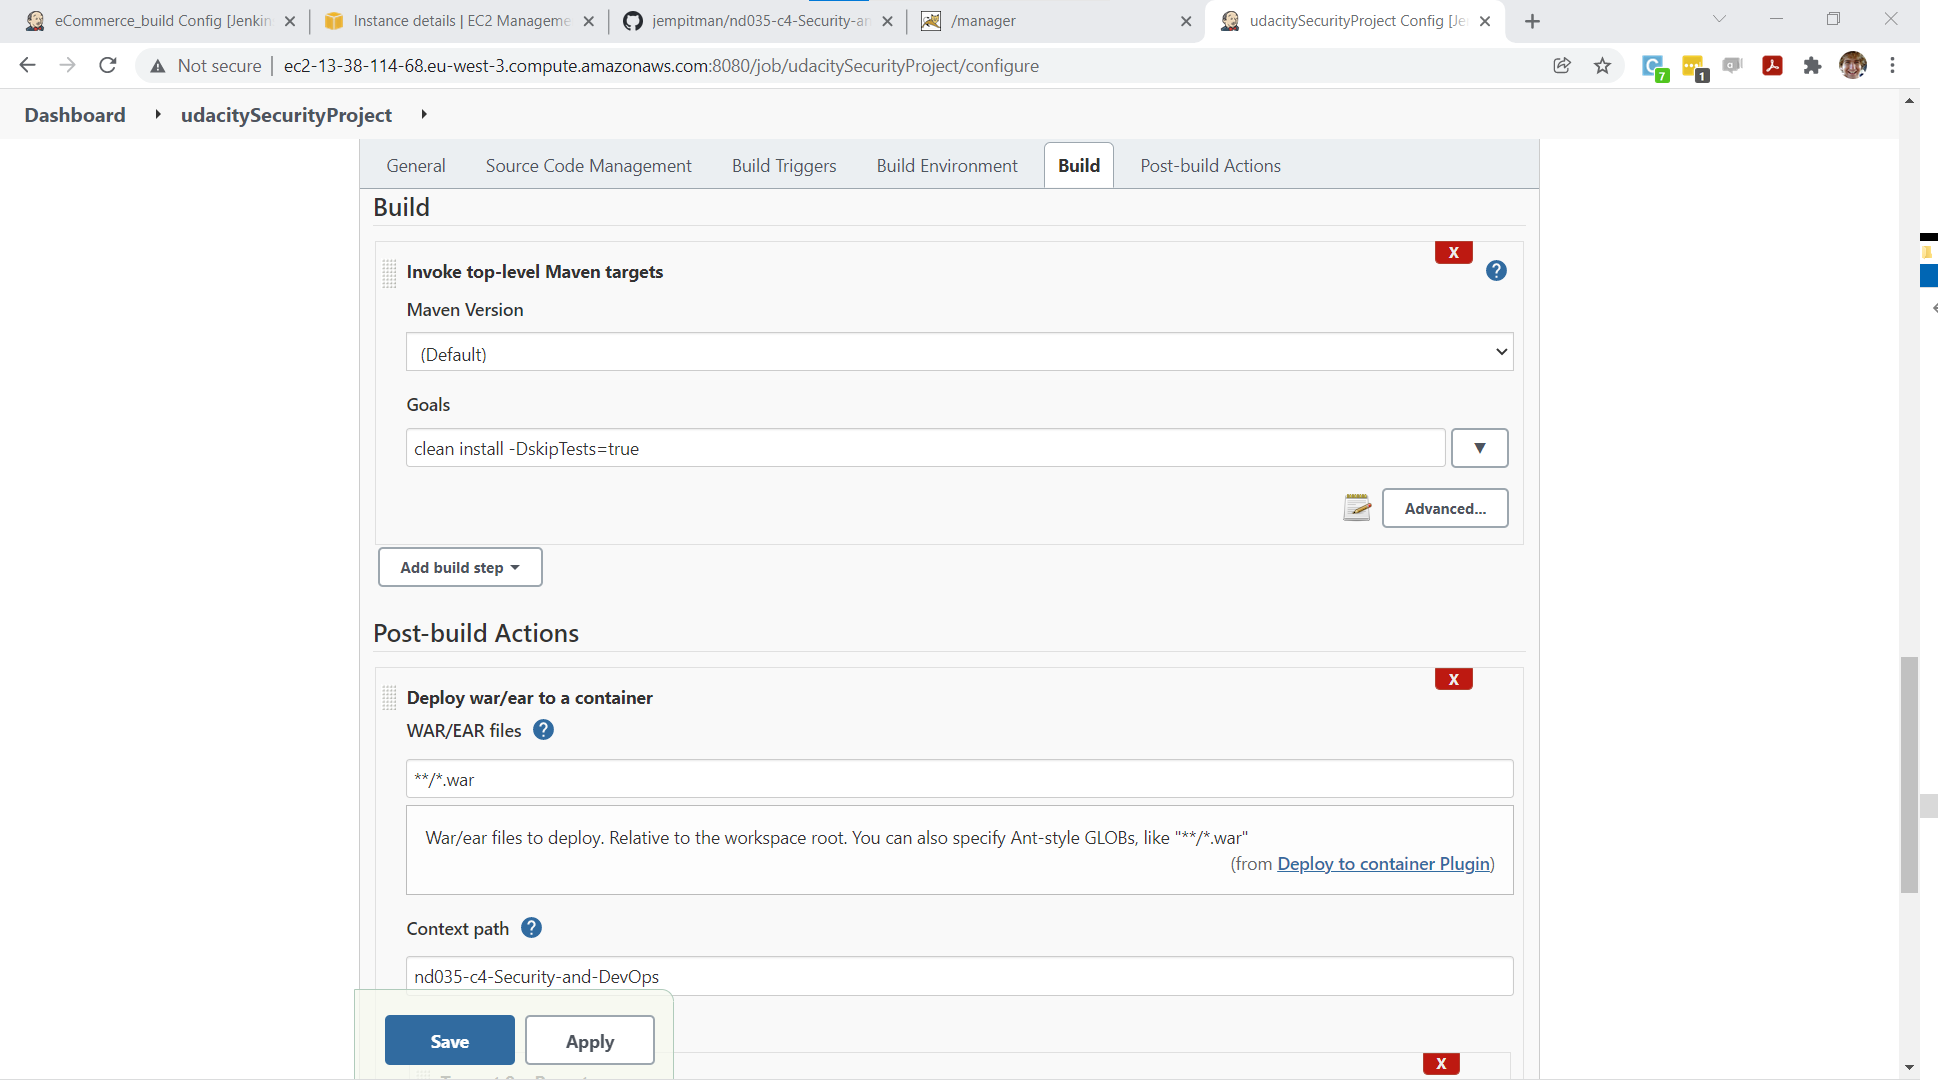 eCommerce_build Config [Jenkin
Instance details | EC2 Manageme
jempitman/nd035-c4-Security-an
/manager
udacitySecurityProject Config [Je
Not secure
ec2-13-38-114-68.eu-west-3.compute.amazonaws.com:8080/job/udacitySecurityProject/configure
7
1
Dashboard
udacitySecurityProject
General
Source Code Management
Build Triggers
Build Environment
Build
Post-build Actions
Build
X
Invoke top-level Maven targets
?
Maven Version
(Default)
Goals
clean install -DskipTests=true
▼
Advanced...
Add build step
Post-build Actions
X
Deploy war/ear to a container
WAR/EAR files ?
**/*.war
War/ear files to deploy. Relative to the workspace root. You can also specify Ant-style GLOBs, like "**/*.war"
(from Deploy to container Plugin)
Context path ?
nd035-c4-Security-and-DevOps
Save
Apply
X